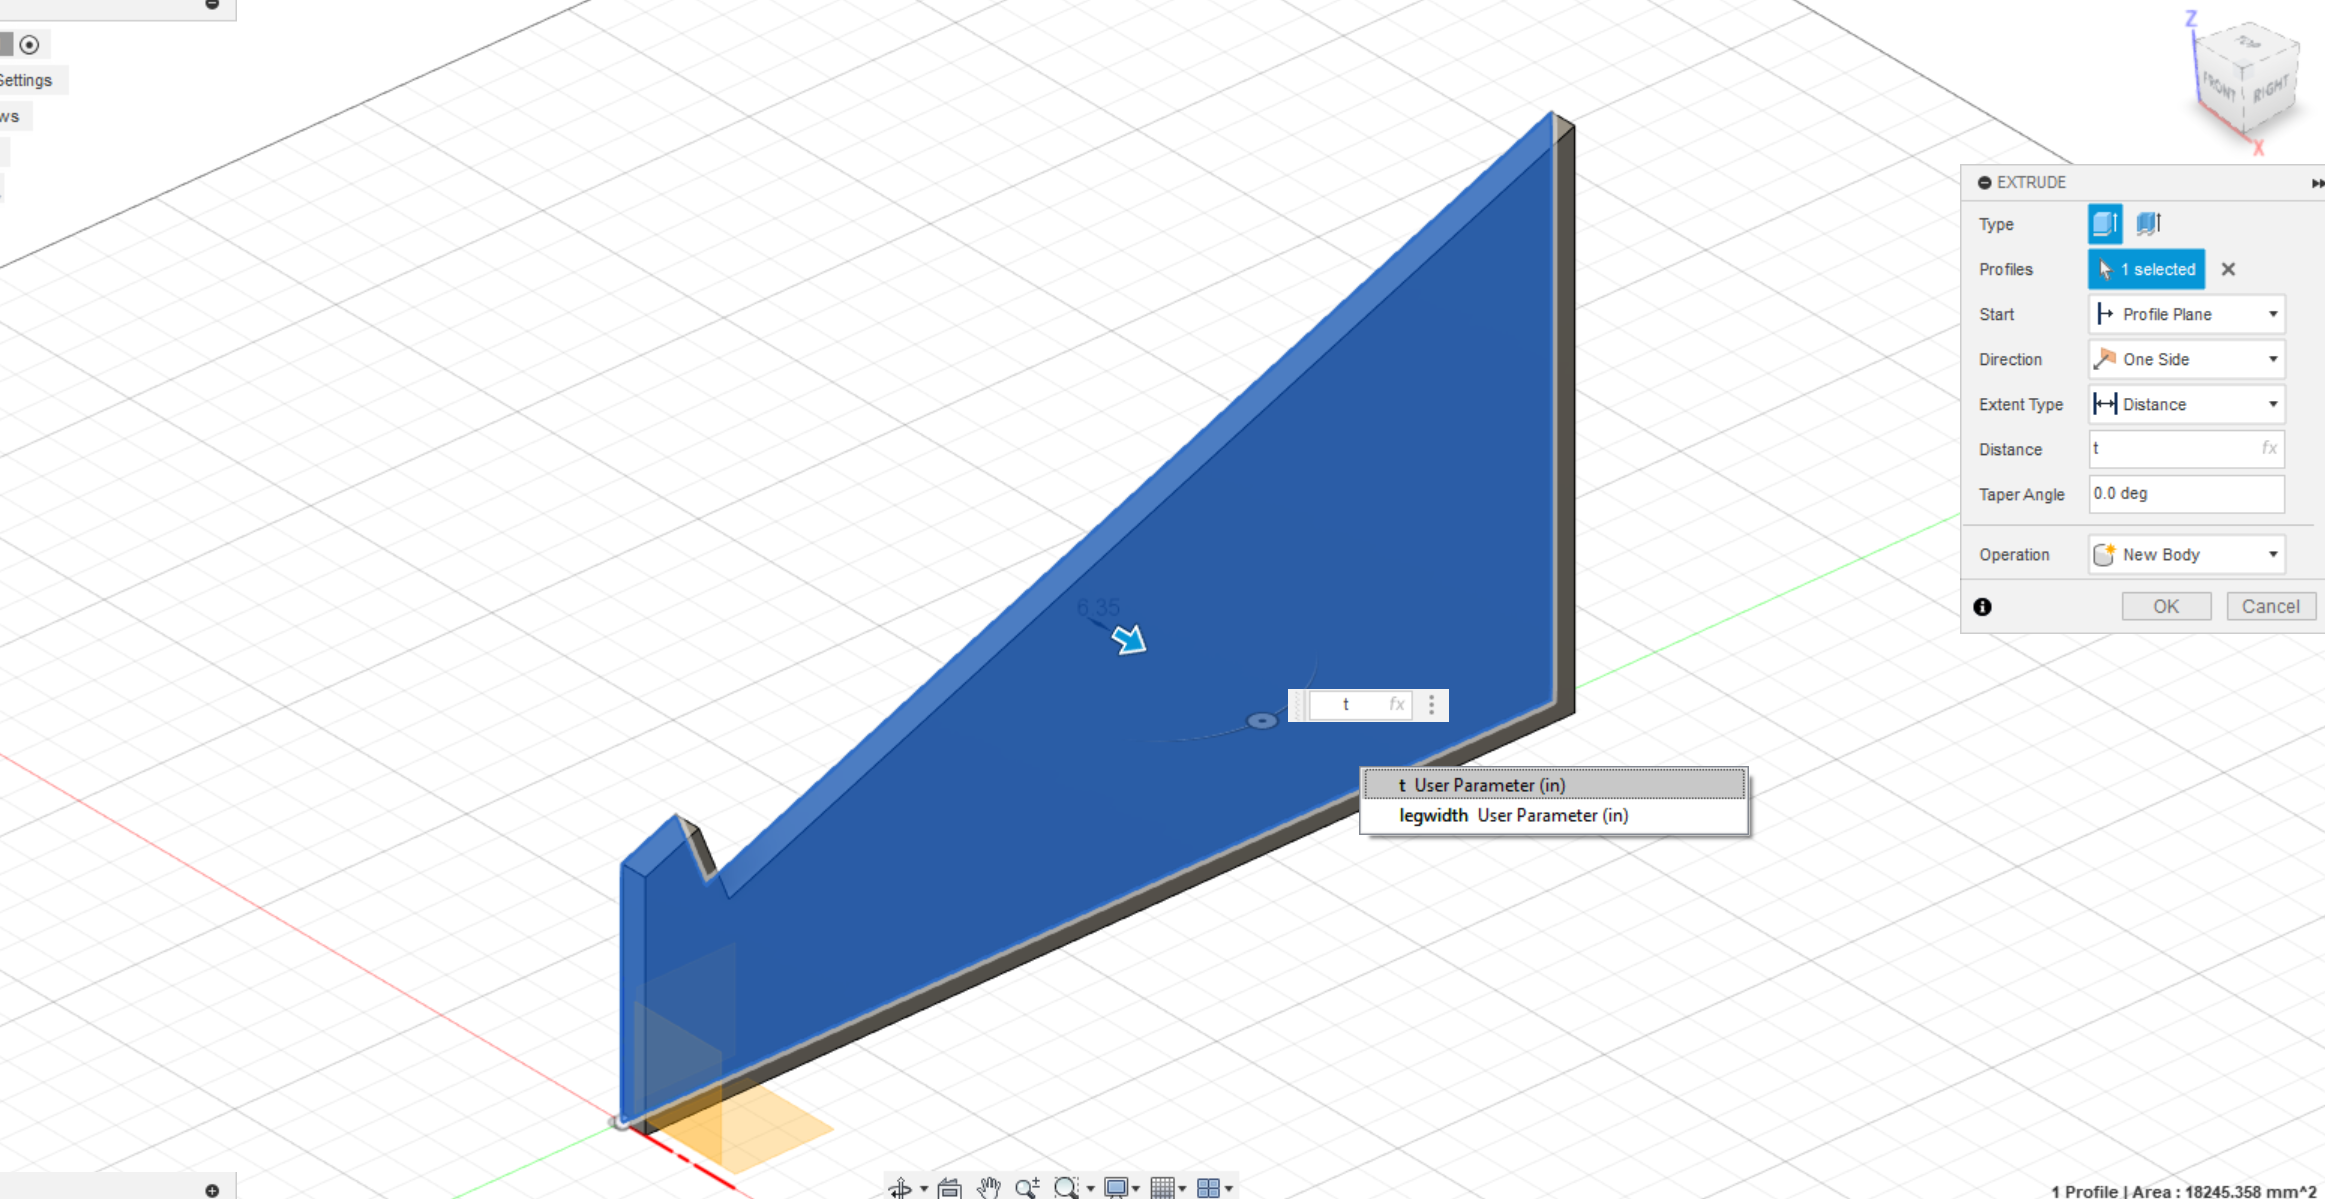 Settings
ws
Z
TOP
FRONT
RIGHT
X
EXTRUDE
Type
Profiles
1 selected
Start
Profile Plane
Direction
One Side
Extent Type
Distance
Distance
t
fx
Taper Angle
0.0 deg
Operation
New Body
OK
Cancel
6.35
t
fx
t User Parameter (in)
legwidth User Parameter (in)
1 Profile | Area : 18245.358 mm^2